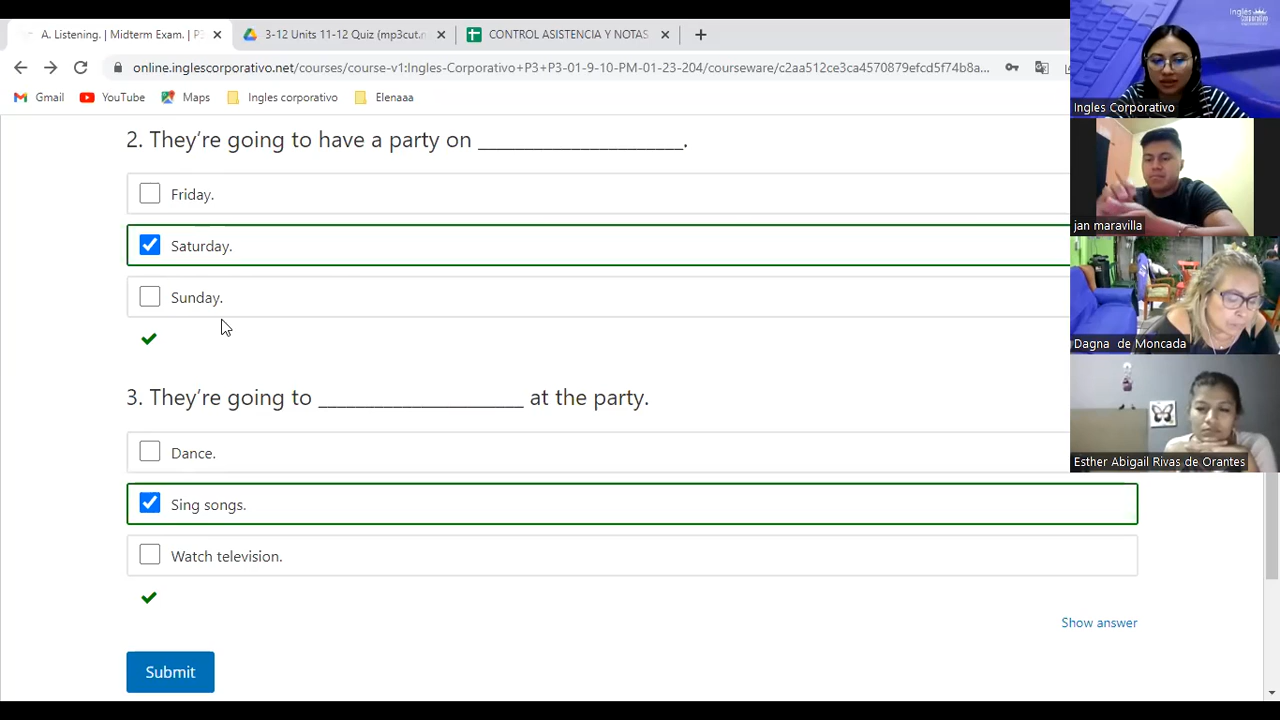 A. Listening. | Midterm Exam. | P3
3-12 Units 11-12 Quiz (mp3cut.
CONTROL ASISTENCIA Y NOTAS
online.inglescorporativo.net/courses/course-v1:Ingles-Corporativo+P3+P3-01-9-10-PM-01-23-204/courseware/c2aa512ce3ca4570879efcd5f74b8a...
Gmail
YouTube
Maps
Ingles corporativo
Elenaaa
2. They’re going to have a party on ______________________.
Friday.
Saturday.
Sunday.
3. They’re going to ______________________ at the party.
Dance.
Sing songs.
Watch television.
Show answer
Submit
Inglés
Corporativo
Ingles Corporativo
jan maravilla
Dagna de Moncada
Esther Abigail Rivas de Orantes